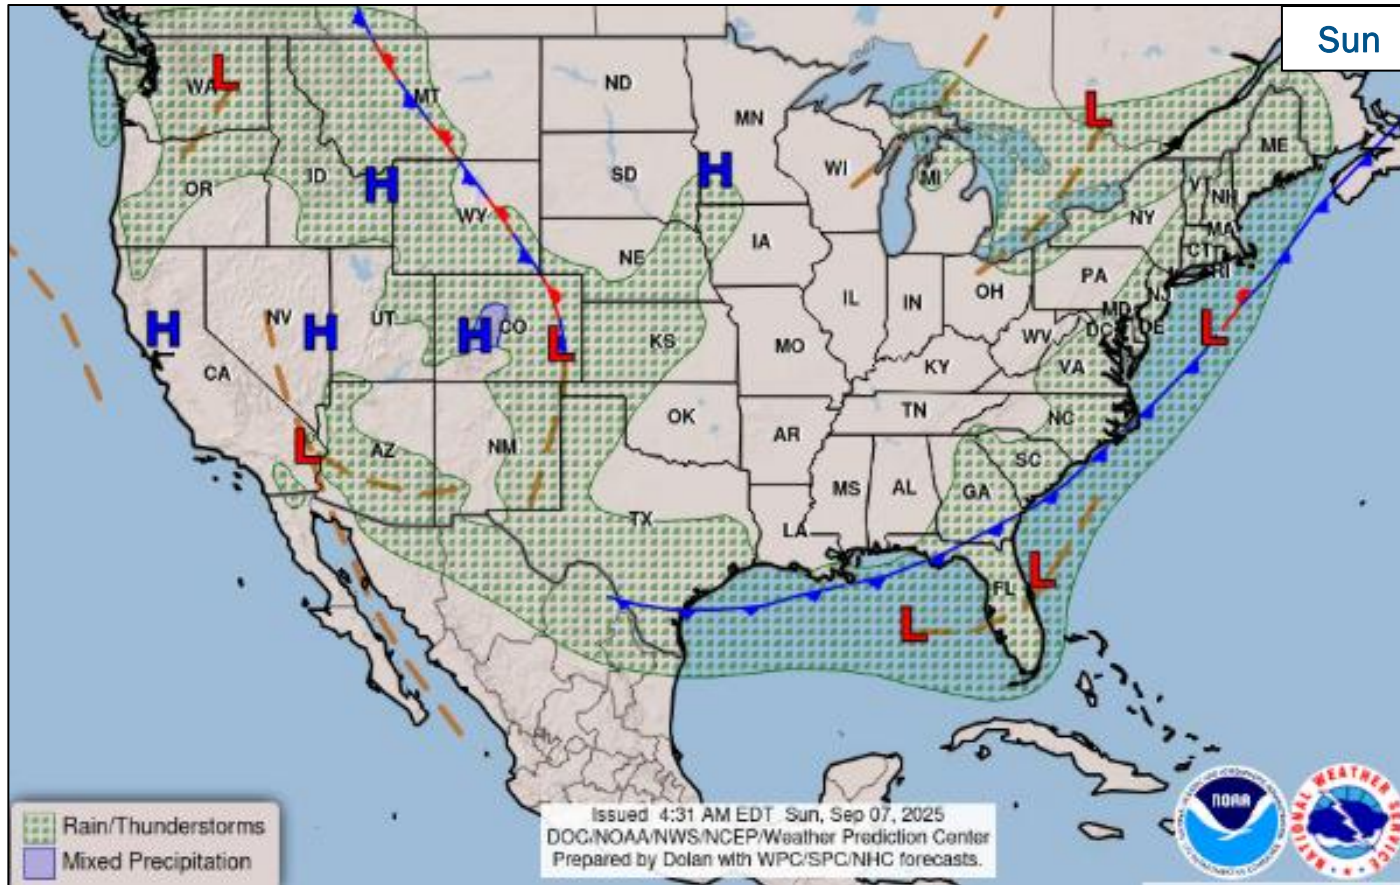 Sun
L
WA
MT
ND
MN
L
ME
H
H
OR
ID
SD
WI
MI
VT
NH
WY
NY
MA
CT
RI
NE
IA
PA
OH
IL
IN
NJ
MD
DE
DC
H
NV
H
UT
H
CO
L
KS
MO
WV
L
CA
KY
VA
TN
NC
OK
AR
L
AZ
NM
SC
MS
AL
GA
TX
LA
L
FL
L
Rain/Thunderstorms
Mixed Precipitation
Issued 4:31 AM EDT Sun, Sep 07, 2025
DOC/NOAA/NWS/NCEP/Weather Prediction Center
Prepared by Dolan with WPC/SPC/NHC forecasts.
NOAA
NATIONAL WEATHER SERVICE